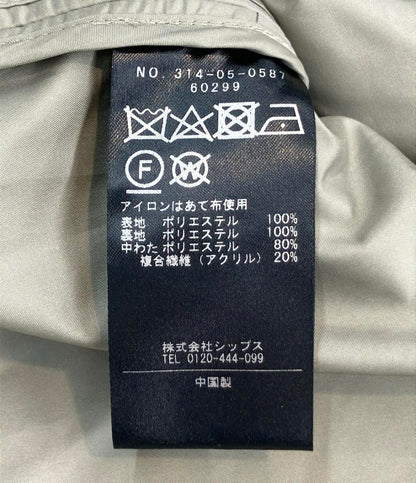 NO. 314-05-0587
60299
F W
アイロンはあて布使用
表地 ポリエステル 100%
裏地 ポリエステル 100%
中わた ポリエステル 80%
複合繊維(アクリル) 20%
株式会社シップス
TEL 0120-444-099
中国製